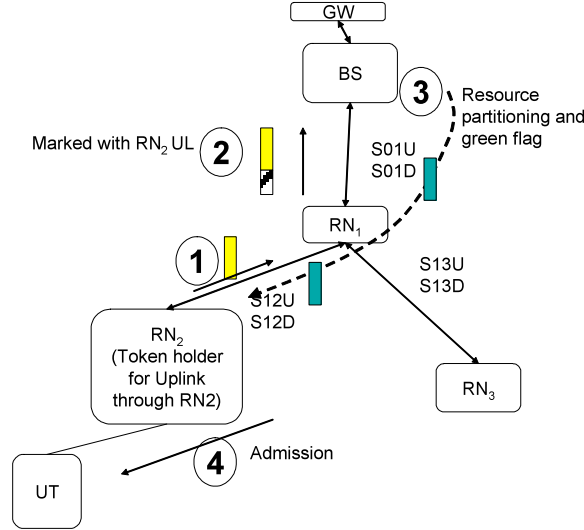 GW
BS
3
Resource
partitioning and
green flag
Marked with RN2 UL
2
S01U
S01D
RN1
1
S13U
S13D
S12U
S12D
RN2
(Token holder
for Uplink
through RN2)
RN3
4
Admission
UT